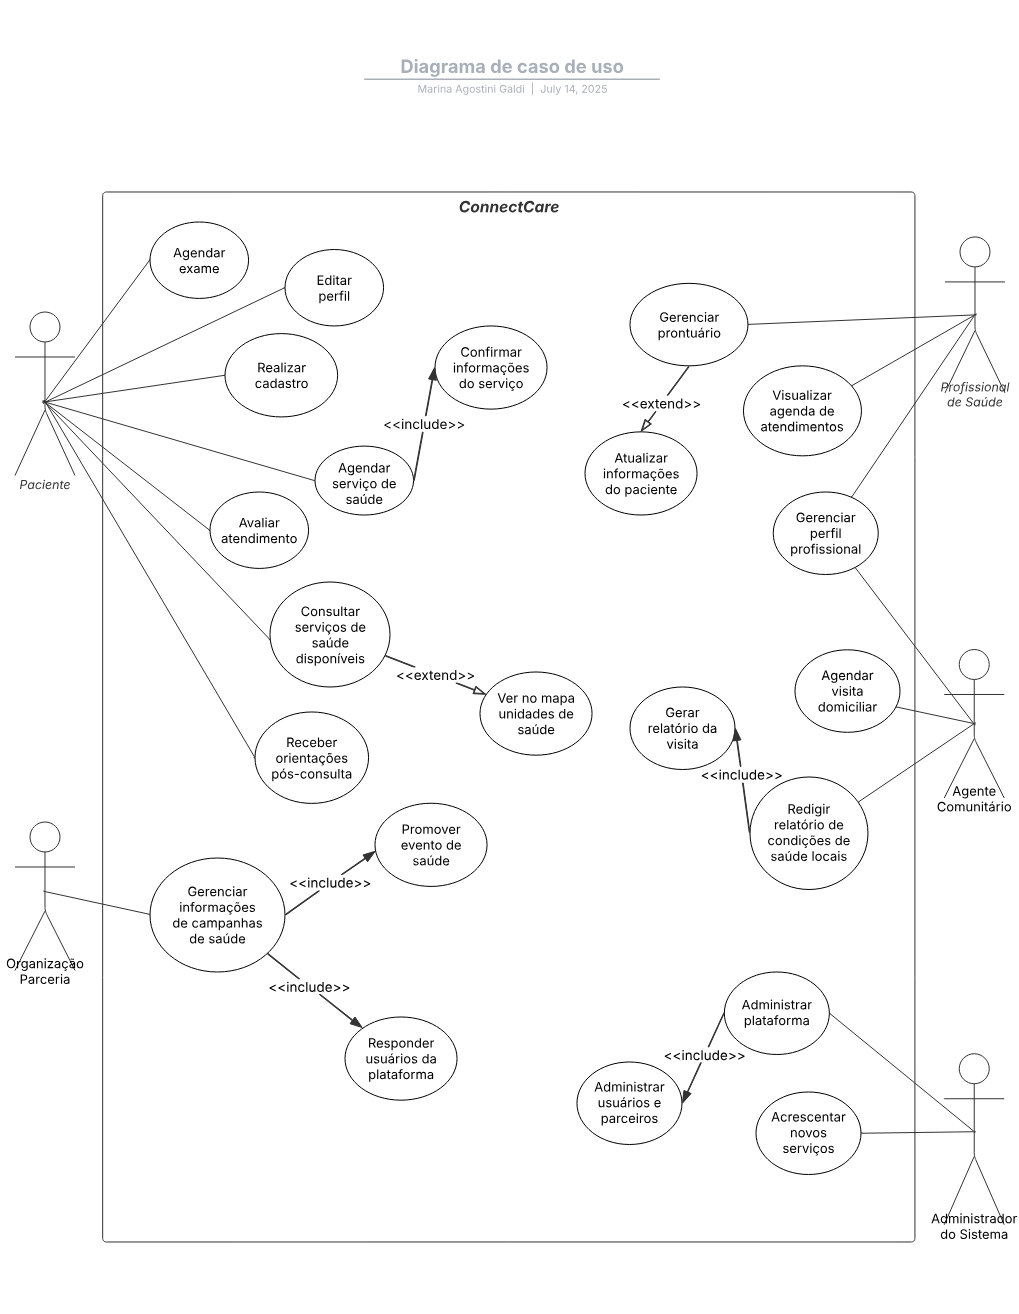 Diagrama de caso de uso
Marina Agostini Galdi | July 14, 2025
ConnectCare
Agendar
exame
Editar
perfil
Realizar
cadastro
Confirmar
informações
do serviço
<<include>>
Agendar
serviço de
saúde
Paciente
Avaliar
atendimento
Consultar
serviços de
saúde
disponíveis
<<extend>>
Ver no mapa
unidades de
saúde
Receber
orientações
pós-consulta
Gerenciar
prontuário
<<extend>>
Atualizar
informações
do paciente
Visualizar
agenda de
atendimentos
Profissional
de Saúde
Gerenciar
perfil
profissional
Agendar
visita
domiciliar
Gerar
relatório da
visita
<<include>>
Redigir
relatório de
condições de
saúde locais
Agente
Comunitário
Promover
evento de
saúde
<<include>>
Gerenciar
informações
de campanhas
de saúde
Organização
Parceria
<<include>>
Responder
usuários da
plataforma
Administrar
plataforma
<<include>>
Administrar
usuários e
parceiros
Acrescentar
novos
serviços
Administrador
do Sistema